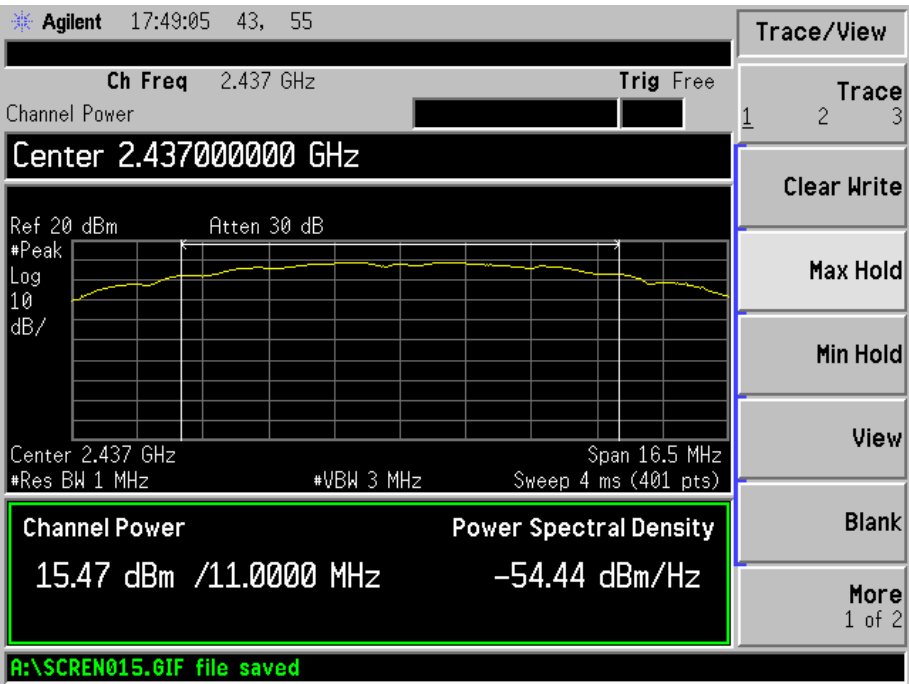 Agilent 17:49:05 43, 55
Trace/View
Ch Freq 2.437 GHz Trig Free
Channel Power
Trace
1 2 3
Center 2.437000000 GHz
Clear Write
Ref 20 dBm Atten 30 dB
#Peak
Log
10
dB/
Max Hold
Min Hold
Center 2.437 GHz Span 16.5 MHz
#Res BW 1 MHz #VBW 3 MHz Sweep 4 ms (401 pts)
View
Channel Power Power Spectral Density
15.47 dBm /11.0000 MHz -54.44 dBm/Hz
Blank
More
1 of 2
A:\SCREN015.GIF file saved